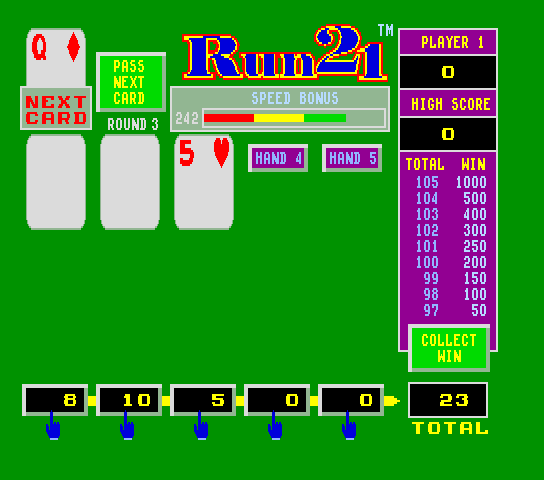 Q
NEXT
CARD
PASS
NEXT
CARD
ROUND 3
Run21 TM
SPEED BONUS
242
5
HAND 4
HAND 5
PLAYER 1
0
HIGH SCORE
0
TOTAL WIN
105 1000
104 500
103 400
102 300
101 250
100 200
99 150
98 100
97 50
COLLECT
WIN
8 10 5 0 0 23
TOTAL